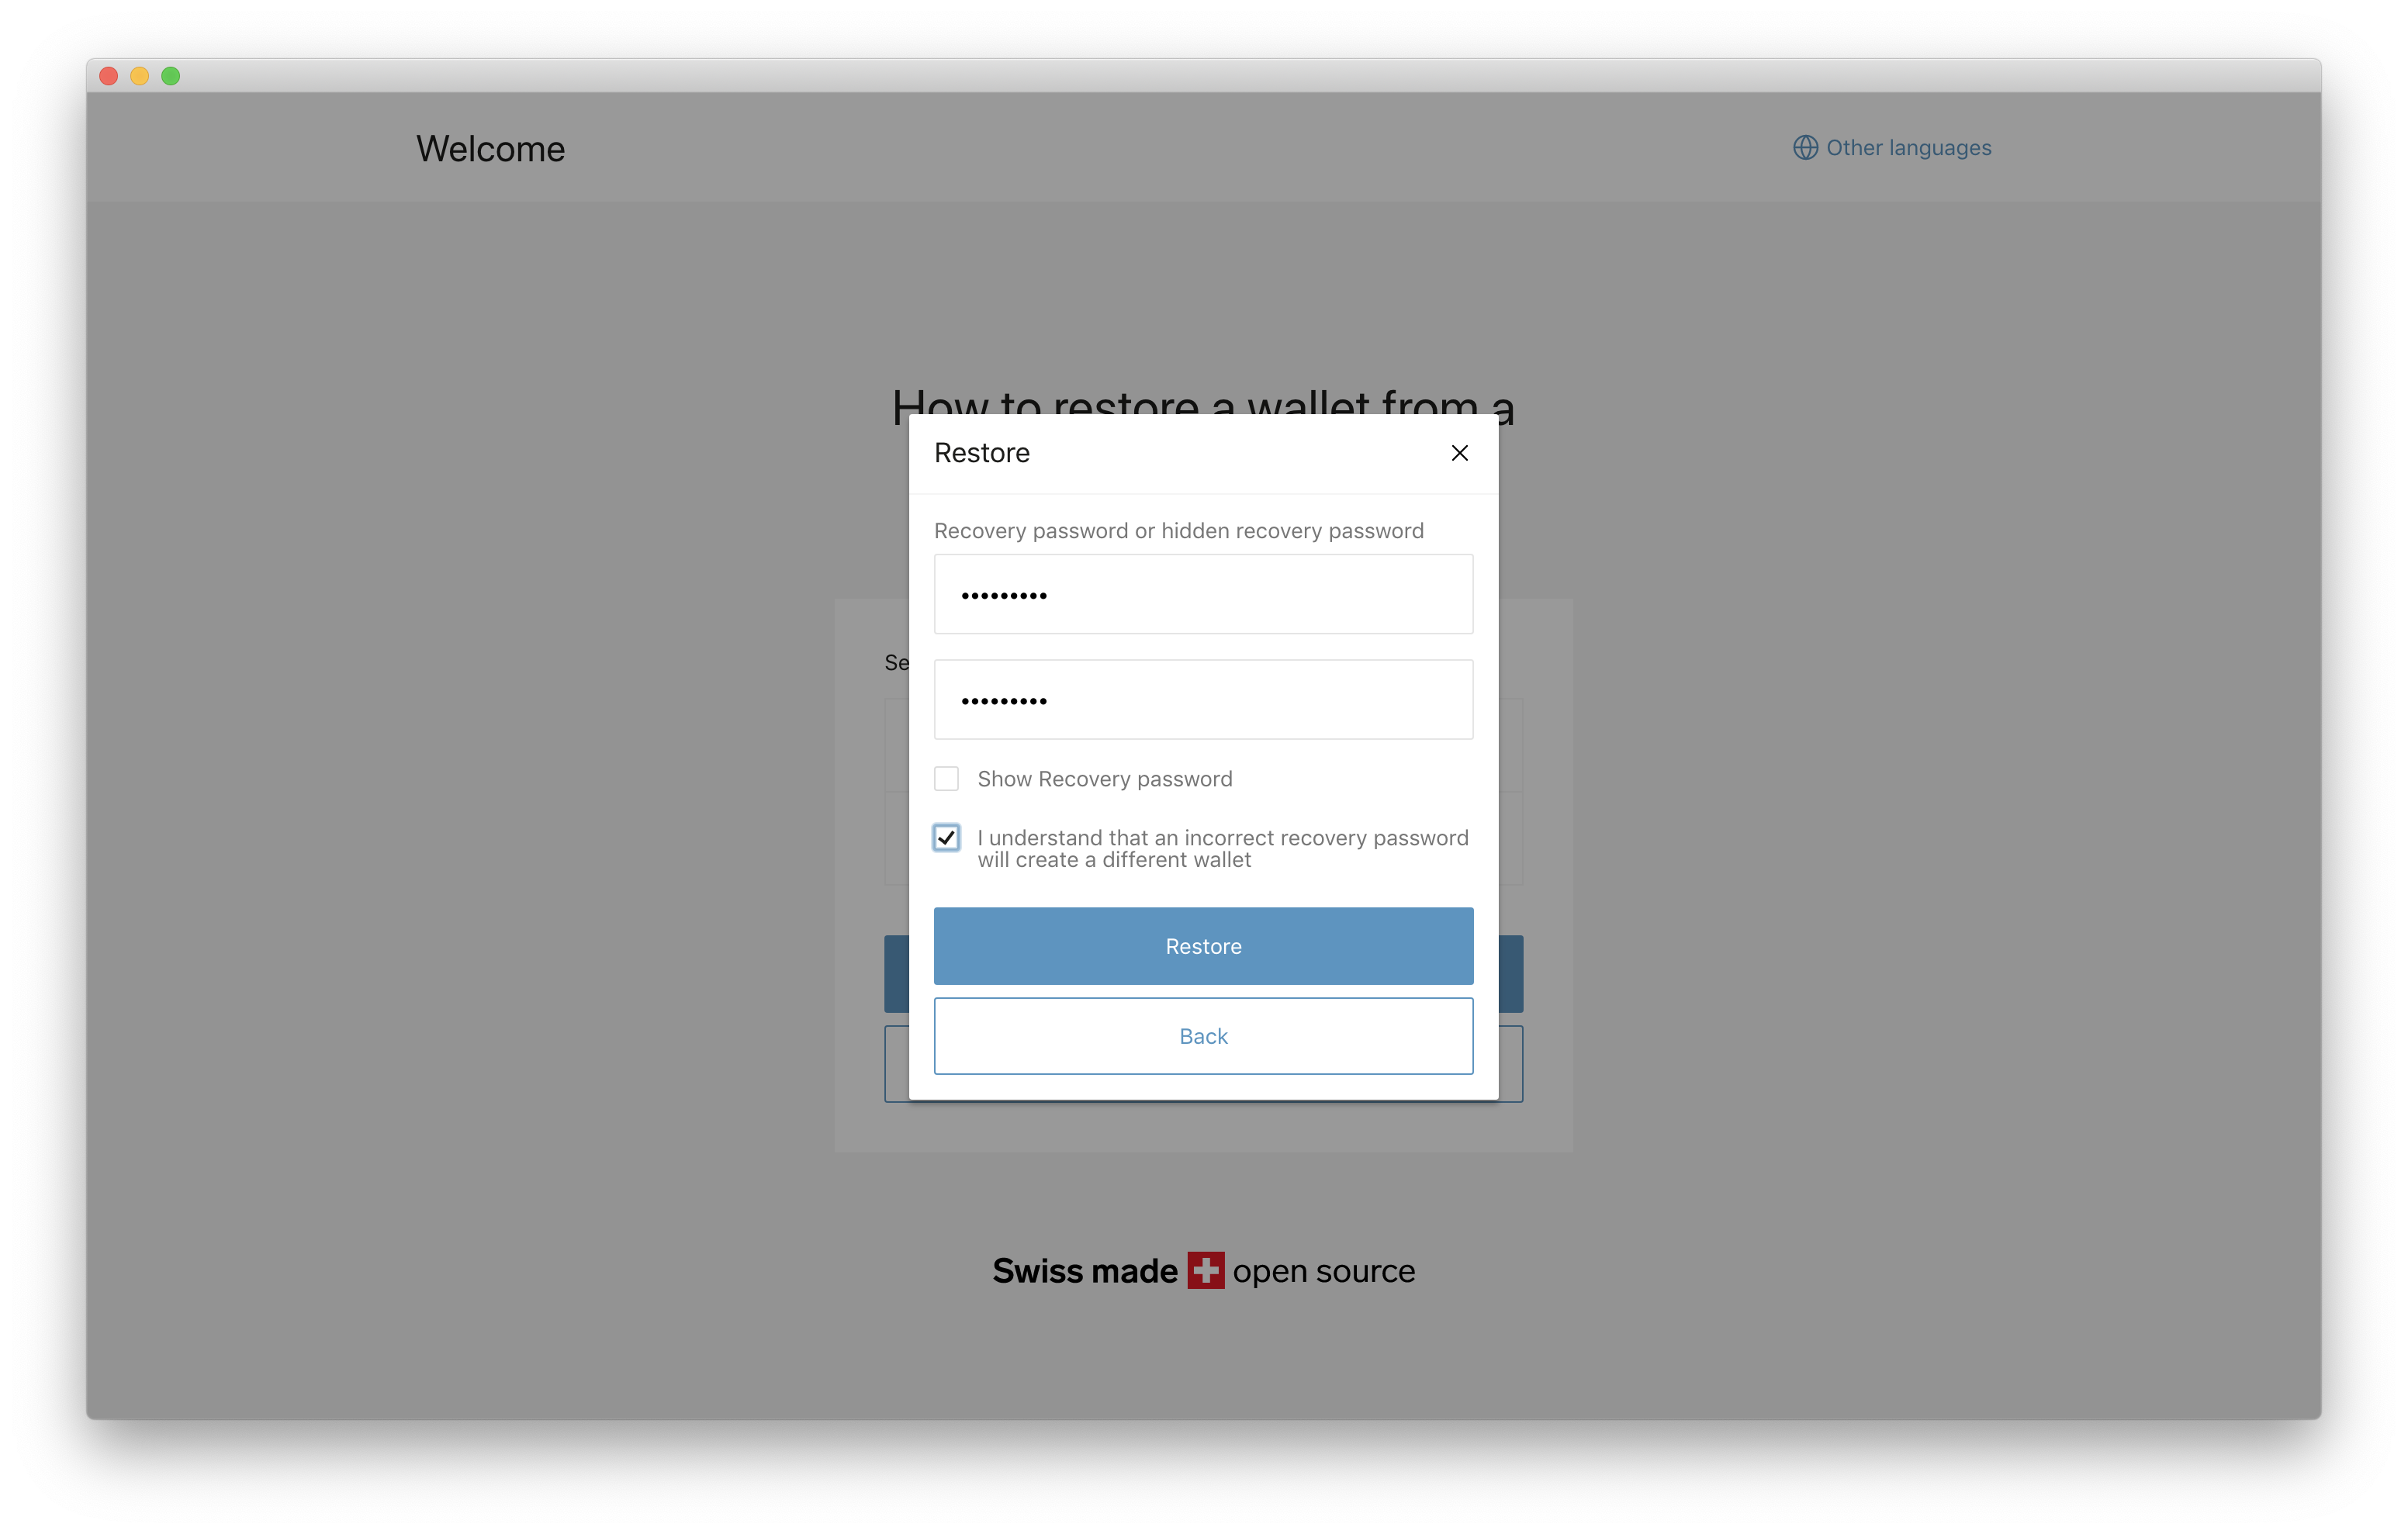 Welcome
Other languages
How to restore a wallet from a
Restore
Recovery password or hidden recovery password
•••••••••
•••••••••
Show Recovery password
I understand that an incorrect recovery password
will create a different wallet
Restore
Back
Swiss made open source